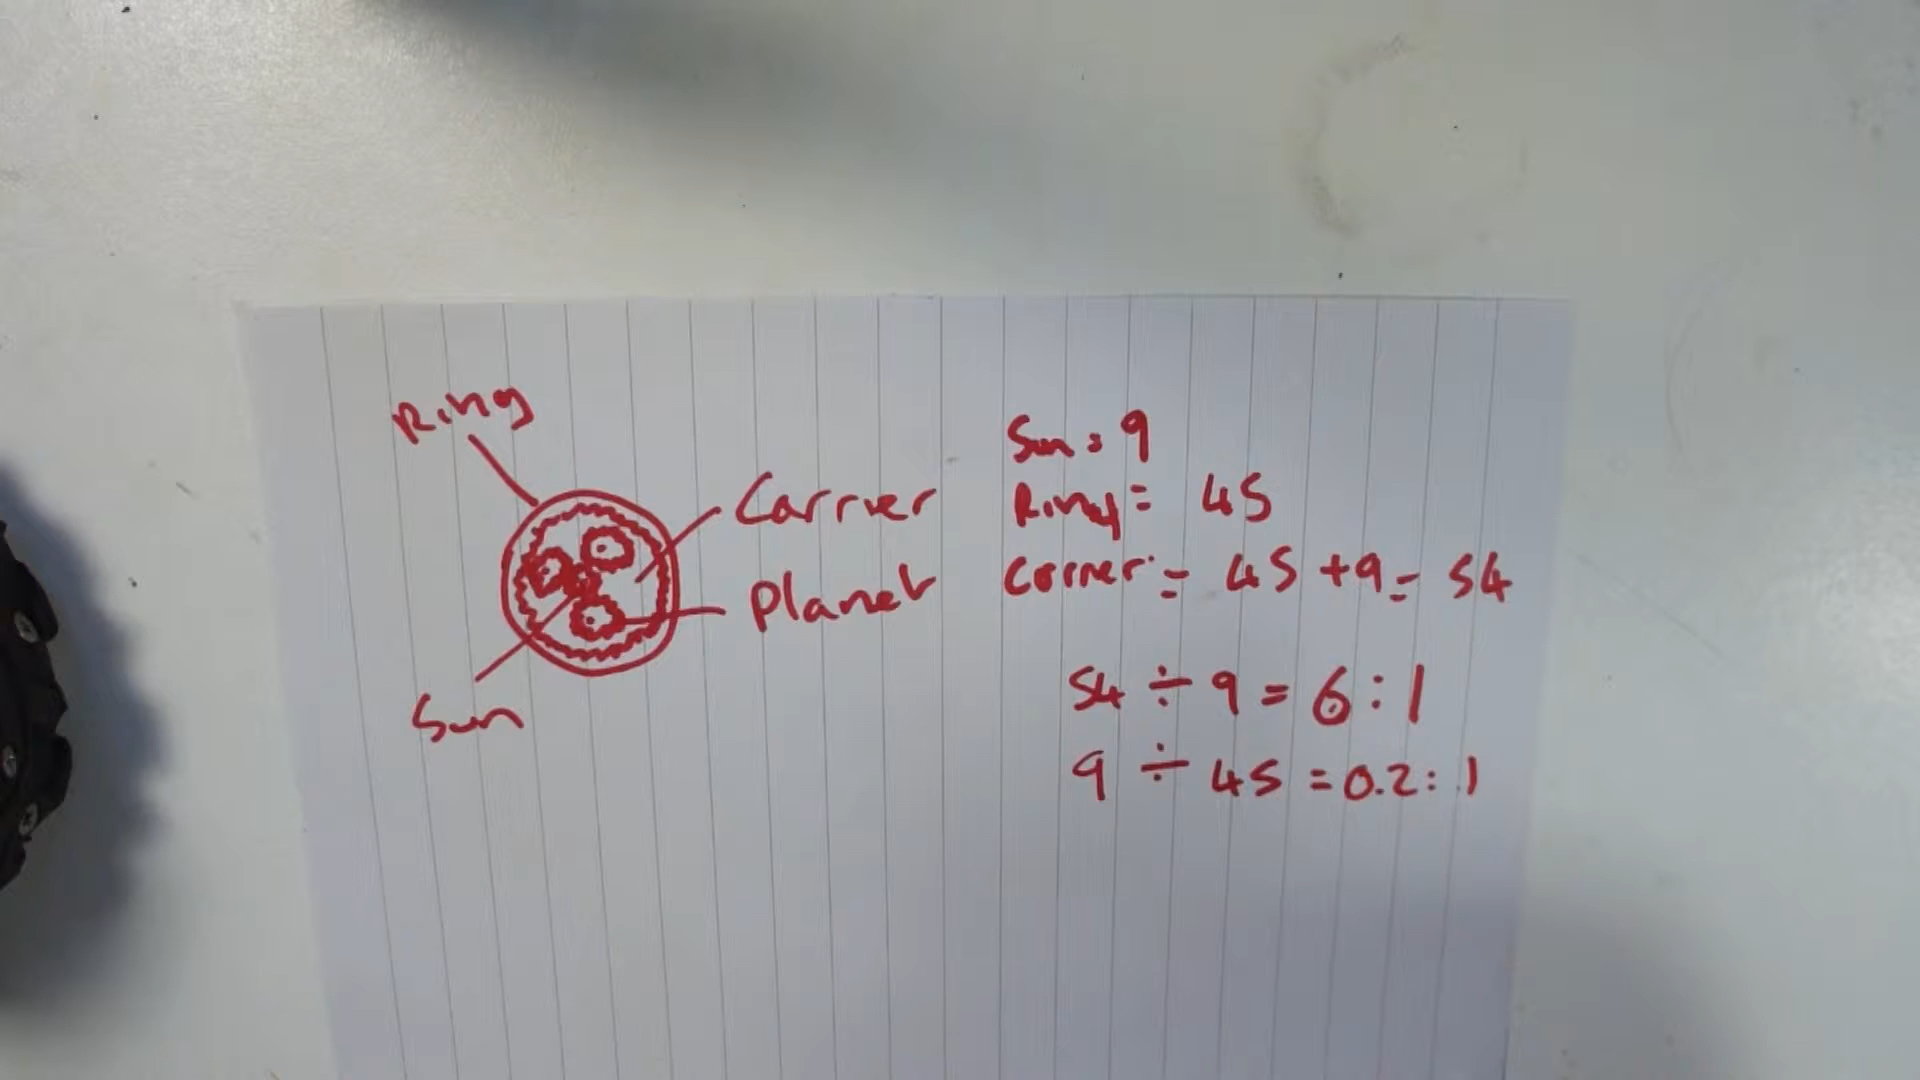 Ring
Carrier
Planet
Sun
Sun = 9
Ring = 45
Carrier = 45 + 9 = 54
54 ÷ 9 = 6 : 1
9 ÷ 45 = 0.2 : 1